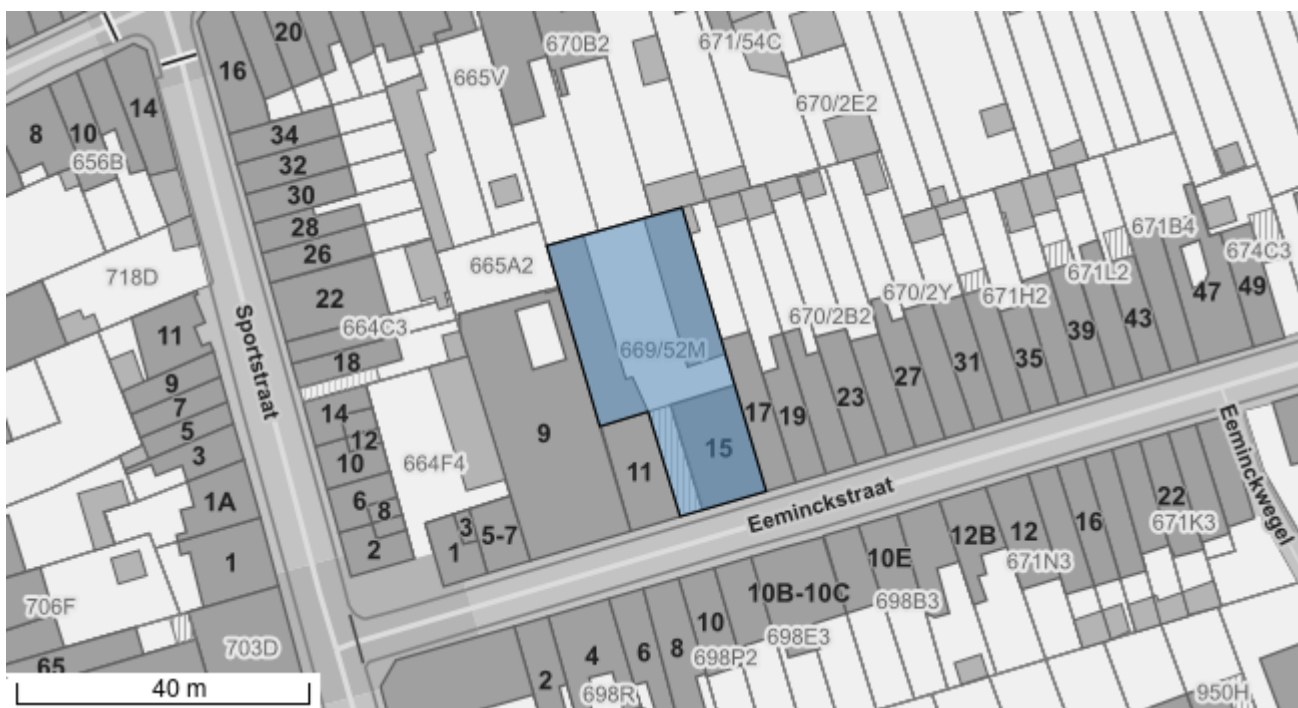 20
670B2
671/54C
16
665V
14
8
10
34
670/2E2
656B
32
30
28
26
671B4
718D
665A2
674C3
671L2
670/2Y
671H2
22
47
49
664C3
670/2B2
43
11
669/52M
39
Sportstraat
18
35
31
9
27
23
7
14
17
19
5
12
9
15
3
10
664F4
11
Eeminckstraat
Eeminckwegel
1A
6
8
22
3
5-7
12B
12
16
671K3
2
1
1
10E
671N3
10B-10C
698B3
706F
10
703D
4
6
8
698P2
698E3
65
2
698R
950H
40 m